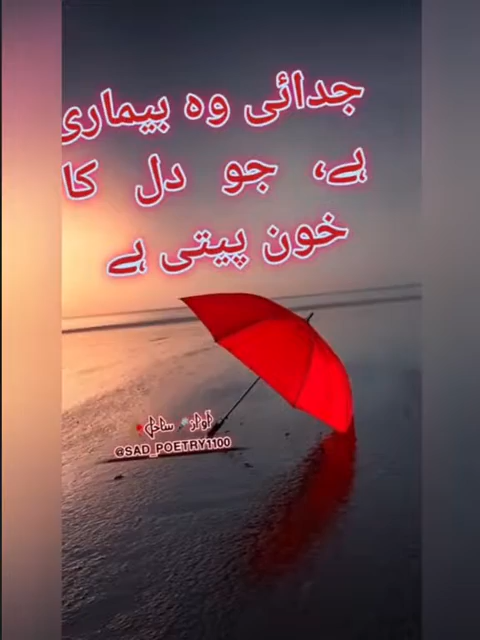 جدائی وہ بیماری
ہے، جو دل کا
خون پیتی ہے
@SAD_POETRY1100